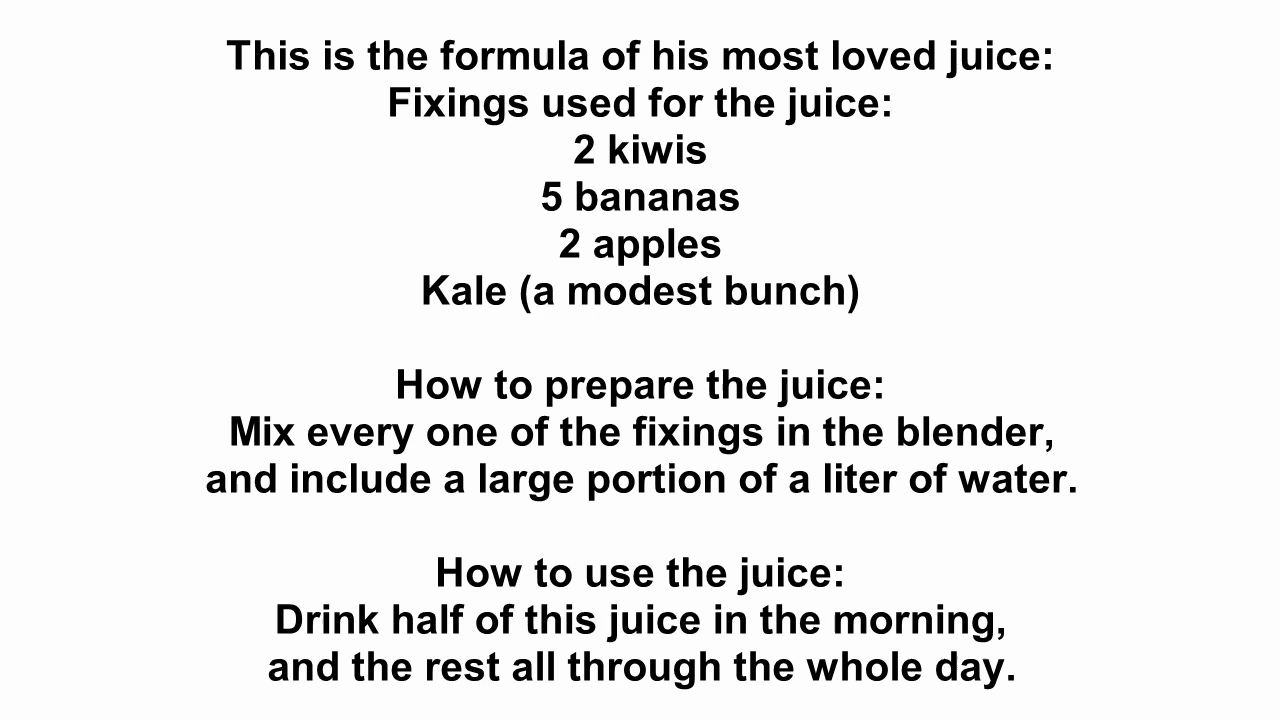 This is the formula of his most loved juice:
Fixings used for the juice:
2 kiwis
5 bananas
2 apples
Kale (a modest bunch)
How to prepare the juice:
Mix every one of the fixings in the blender,
and include a large portion of a liter of water.
How to use the juice:
Drink half of this juice in the morning,
and the rest all through the whole day.